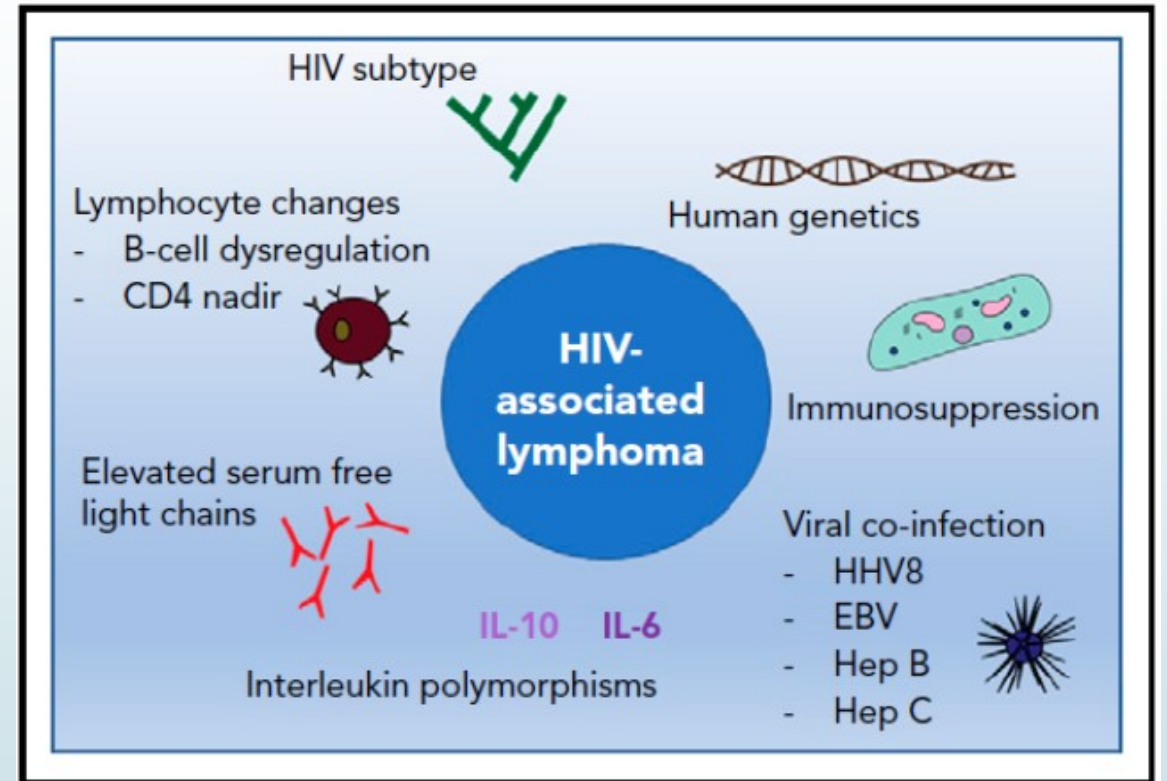 HIV subtype
Human genetics
Lymphocyte changes
- B-cell dysregulation
- CD4 nadir
HIV-
associated
lymphoma
Immunosuppression
Elevated serum free
light chains
Viral co-infection
- HHV8
- EBV
- Hep B
- Hep C
IL-10 IL-6
Interleukin polymorphisms